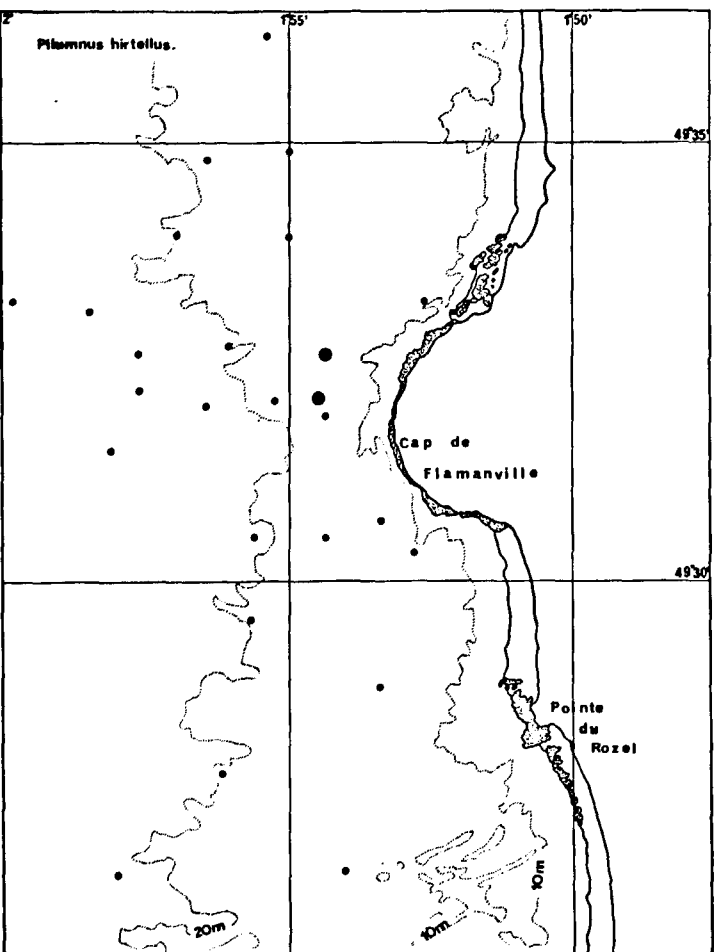 2'
1°55'
1°50'
Pilumnus hirtellus.
49°35'
Cap de
Flamanville
49°30'
Pointe
du
Rozel
10m
20m
10m